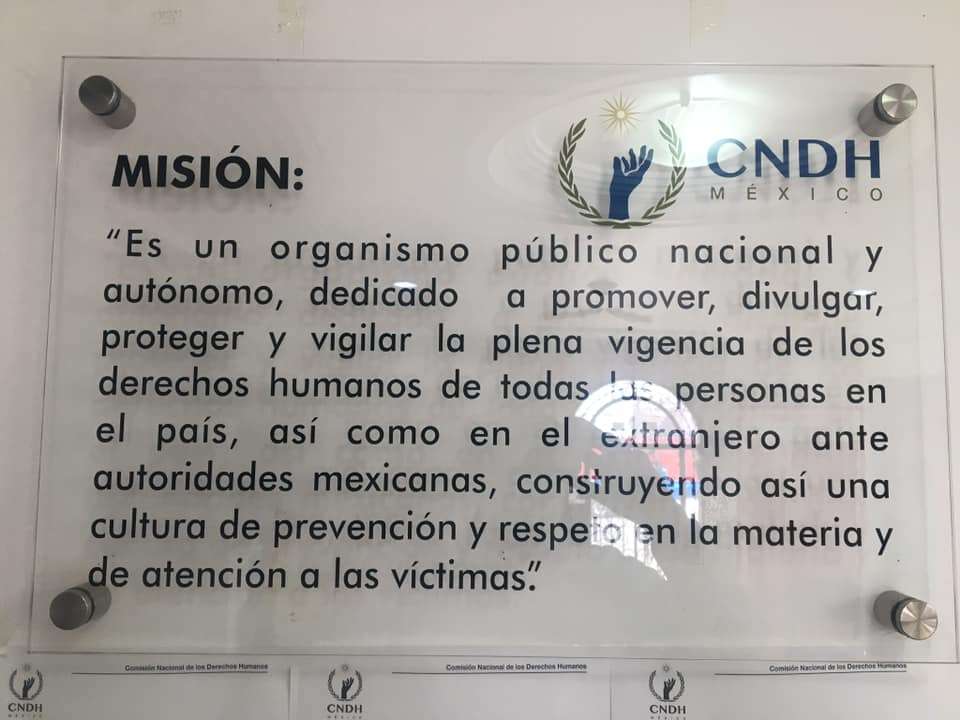 CNDH
MÉXICO
MISIÓN:
“Es un organismo público nacional y
autónomo, dedicado a promover, divulgar,
proteger y vigilar la plena vigencia de los
derechos humanos de todas las personas en
el país, así como en el extranjero ante
autoridades mexicanas, construyendo así una
cultura de prevención y respeto en la materia y
de atención a las víctimas”.
Comisión Nacional de los Derechos Humanos
CNDH
MÉXICO
Comisión Nacional de los Derechos Humanos
CNDH
MÉXICO
Comisión Nacional de los Derechos Humanos
CNDH
MÉXICO